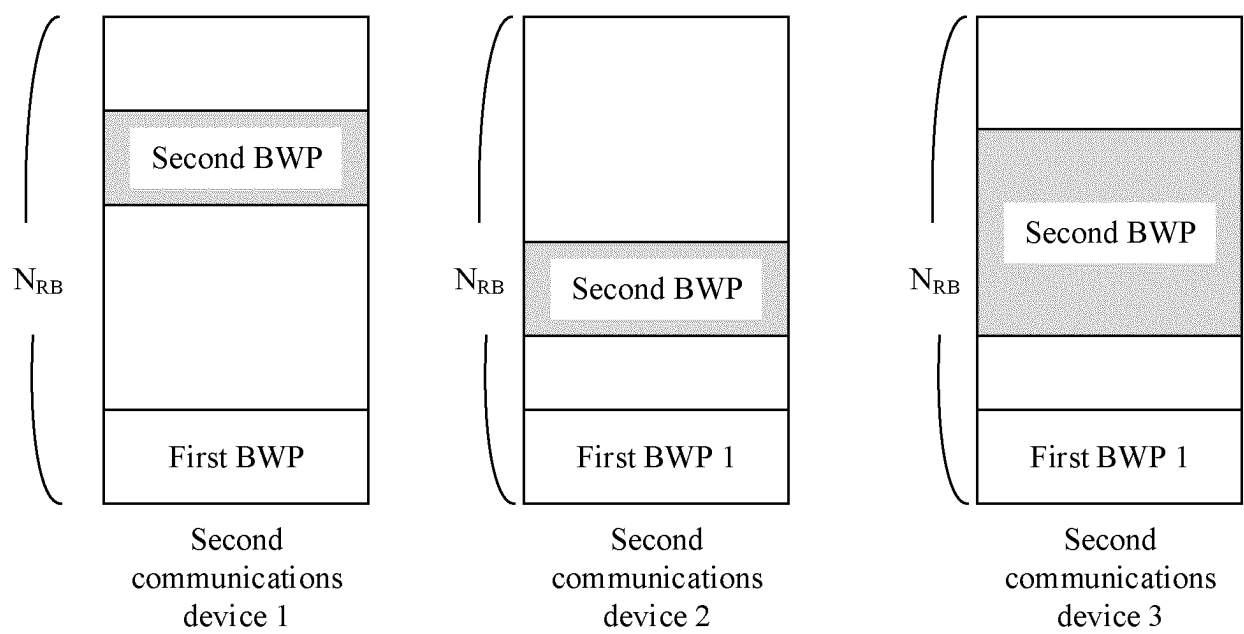 Second BWP
N_RB
First BWP
Second
communications
device 1
Second BWP
N_RB
First BWP 1
Second
communications
device 2
Second BWP
N_RB
First BWP 1
Second
communications
device 3